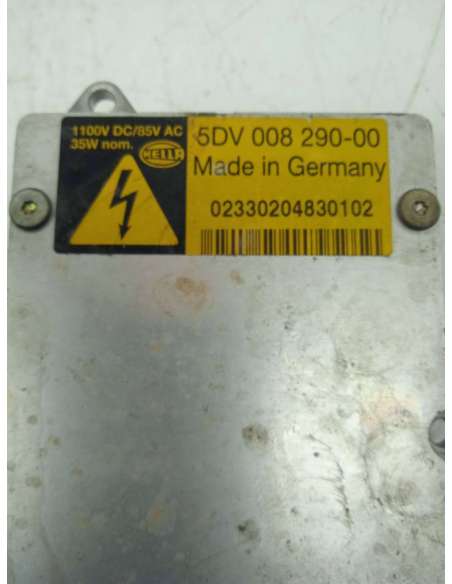 1100V DC/85V AC
35W nom.
HELLA
5DV 008 290-00
Made in Germany
02330204830102